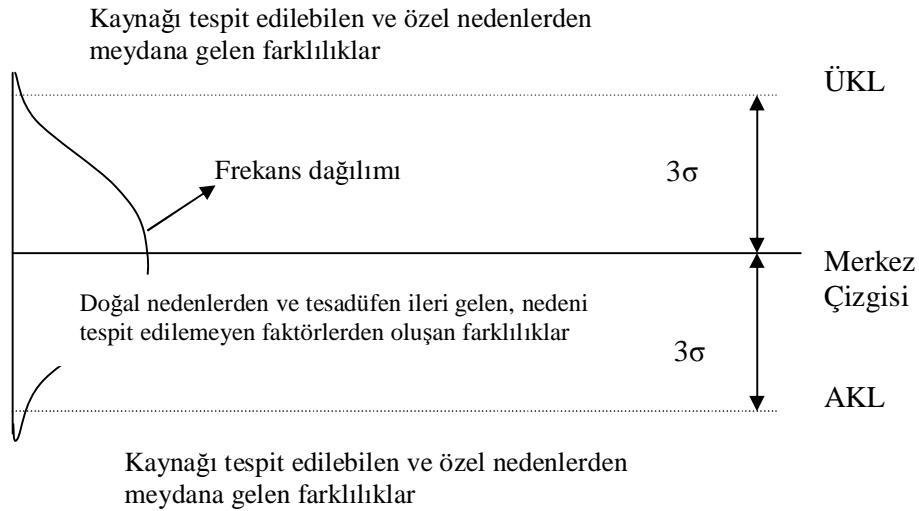 Kaynağı tespit edilebilen ve özel nedenlerden
meydana gelen farklılıklar
ÜKL
Frekans dağılımı
3σ
Merkez
Çizgisi
Doğal nedenlerden ve tesadüfen ileri gelen, nedeni
tespit edilemeyen faktörlerden oluşan farklılıklar
3σ
AKL
Kaynağı tespit edilebilen ve özel nedenlerden
meydana gelen farklılıklar